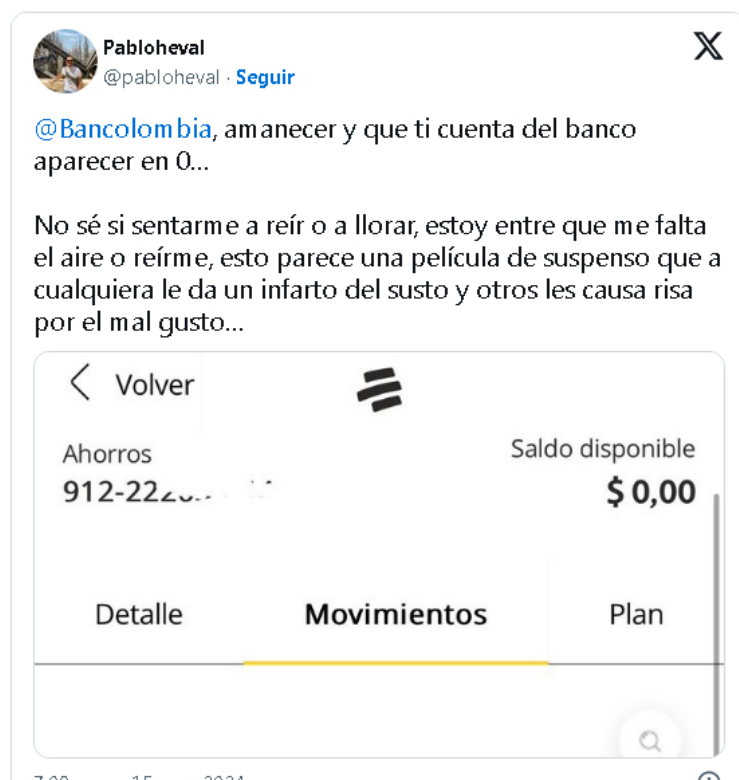 Pabloheval
@pabloheval · Seguir
@Bancolombia, amanecer y que ti cuenta del banco
aparecer en 0...
No sé si sentarme a reír o a llorar, estoy entre que me falta
el aire o reírme, esto parece una película de suspenso que a
cualquiera le da un infarto del susto y otros les causa risa
por el mal gusto...
Volver
Ahorros
Saldo disponible
912-222
$ 0,00
Detalle
Movimientos
Plan